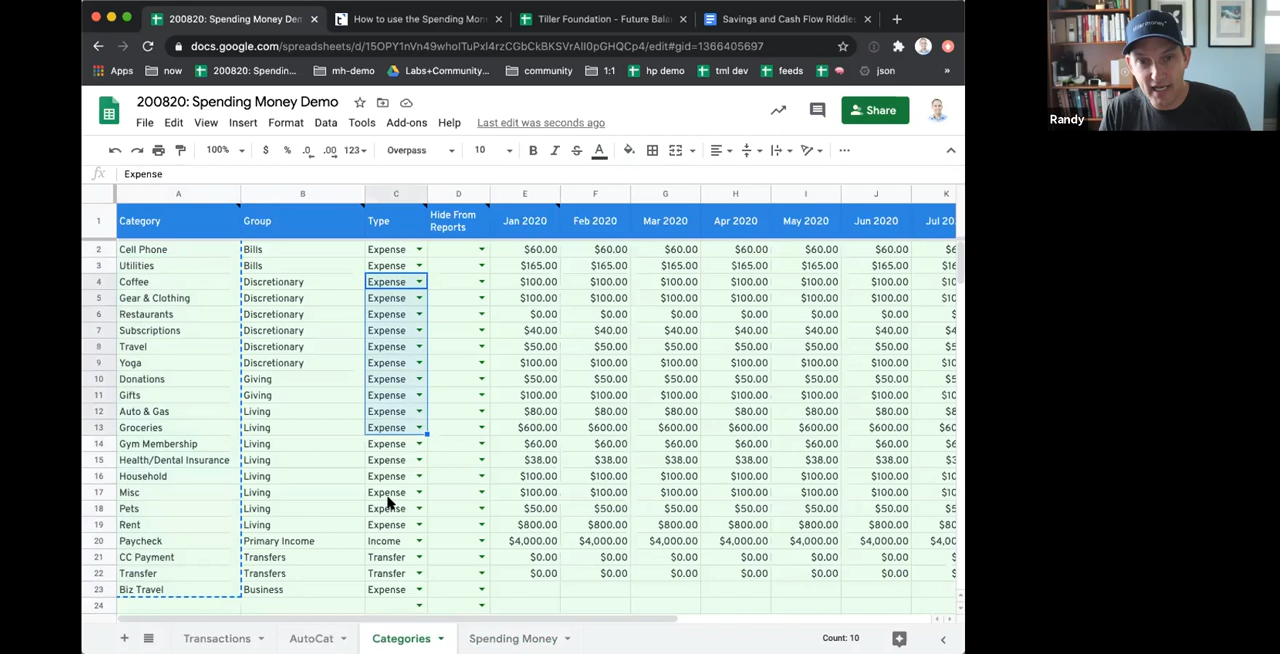 200820: Spending Money Dem
How to use the Spending Mon
Tiller Foundation - Future Balan
Savings and Cash Flow Riddles
docs.google.com/spreadsheets/d/15OPY1nVn49wholTuPxl4rzCGbCkBKSVrAlI0pGHQCp4/edit#gid=1366405697
Apps now 200820: Spendin... mh-demo Labs+Community... community 1:1 hp demo tml dev feeds json »
200820: Spending Money Demo
Share
File Edit View Insert Format Data Tools Add-ons Help Last edit was seconds ago
100% $ % .0 .00 123 Overpass 10 B I S A
fx Expense
A B C D E F G H I J K
1 Category Group Type Hide From Reports Jan 2020 Feb 2020 Mar 2020 Apr 2020 May 2020 Jun 2020 Jul 20
2 Cell Phone Bills Expense $60.00 $60.00 $60.00 $60.00 $60.00 $60.00 $6
3 Utilities Bills Expense $165.00 $165.00 $165.00 $165.00 $165.00 $165.00 $16
4 Coffee Discretionary Expense $100.00 $100.00 $100.00 $100.00 $100.00 $100.00 $10
5 Gear & Clothing Discretionary Expense $100.00 $100.00 $100.00 $100.00 $100.00 $100.00 $10
6 Restaurants Discretionary Expense $0.00 $0.00 $0.00 $0.00 $0.00 $0.00 $
7 Subscriptions Discretionary Expense $40.00 $40.00 $40.00 $40.00 $40.00 $40.00 $4
8 Travel Discretionary Expense $50.00 $50.00 $50.00 $50.00 $50.00 $50.00 $5
9 Yoga Discretionary Expense $100.00 $100.00 $100.00 $100.00 $100.00 $100.00 $10
10 Donations Giving Expense $50.00 $50.00 $50.00 $50.00 $50.00 $50.00 $5
11 Gifts Giving Expense $100.00 $100.00 $100.00 $100.00 $100.00 $100.00 $10
12 Auto & Gas Living Expense $80.00 $80.00 $80.00 $80.00 $80.00 $80.00 $8
13 Groceries Living Expense $600.00 $600.00 $600.00 $600.00 $600.00 $600.00 $60
14 Gym Membership Living Expense $60.00 $60.00 $60.00 $60.00 $60.00 $60.00 $6
15 Health/Dental Insurance Living Expense $38.00 $38.00 $38.00 $38.00 $38.00 $38.00 $3
16 Household Living Expense $100.00 $100.00 $100.00 $100.00 $100.00 $100.00 $10
17 Misc Living Expense $100.00 $100.00 $100.00 $100.00 $100.00 $100.00 $10
18 Pets Living Expense $50.00 $50.00 $50.00 $50.00 $50.00 $50.00 $5
19 Rent Living Expense $800.00 $800.00 $800.00 $800.00 $800.00 $800.00 $80
20 Paycheck Primary Income Income $4,000.00 $4,000.00 $4,000.00 $4,000.00 $4,000.00 $4,000.00 $4,00
21 CC Payment Transfers Transfer $0.00 $0.00 $0.00 $0.00 $0.00 $0.00 $
22 Transfer Transfers Transfer $0.00 $0.00 $0.00 $0.00 $0.00 $0.00 $
23 Biz Travel Business Expense
24
Transactions AutoCat Categories Spending Money Count: 10
Randy